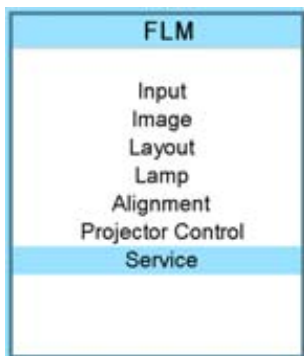 FLM
Input
Image
Layout
Lamp
Alignment
Projector Control
Service